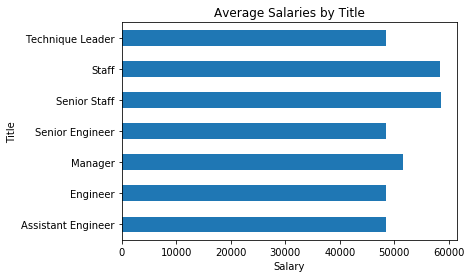 Average Salaries by Title
Technique Leader
Staff
Senior Staff
Senior Engineer
Manager
Engineer
Assistant Engineer
Title
0 10000 20000 30000 40000 50000 60000
Salary